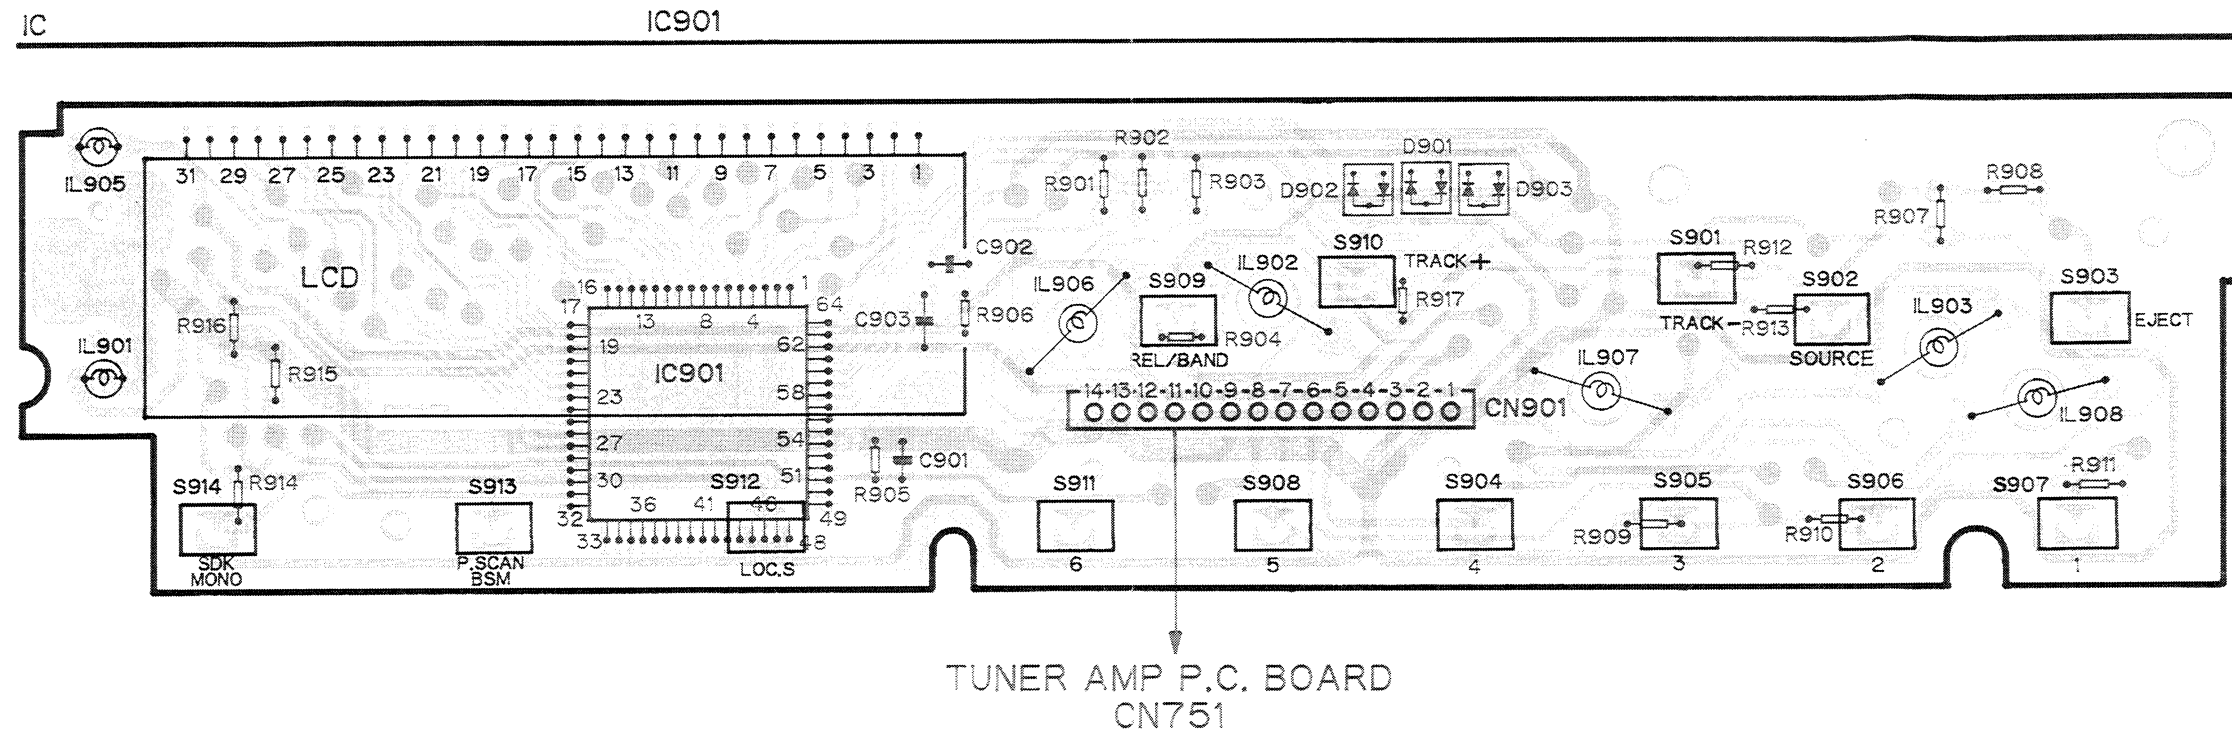 IC IC901
R902
D901
IL905 31 29 27 25 23 21 19 17 15 13 11 9 7 5 3 1
R901 R903 D902 D903 R908
R907
C902 S910 S901 R912
LCD IL906 S909 IL902 TRACK+ S902 S903
16 1
17 64 R917 IL903
R916 13 8 4 C903 R906 TRACK- R913 EJECT
19 62 R904
IL901 REL/BAND IL907 SOURCE
R915 IC901
23 58 14-13-12-11-10-9-8-7-6-5-4-3-2-1 CN901 IL908
27 54
C901
30 51 R905 R911
S914 R914 S913 S912 S911 S908 S904 S905 S906 S907
36 41 46
32 49
33 48 R909 R910
SDK P.SCAN LOC.S 6 5 4 3 2 1
MONO BSM
TUNER AMP P.C. BOARD
CN751